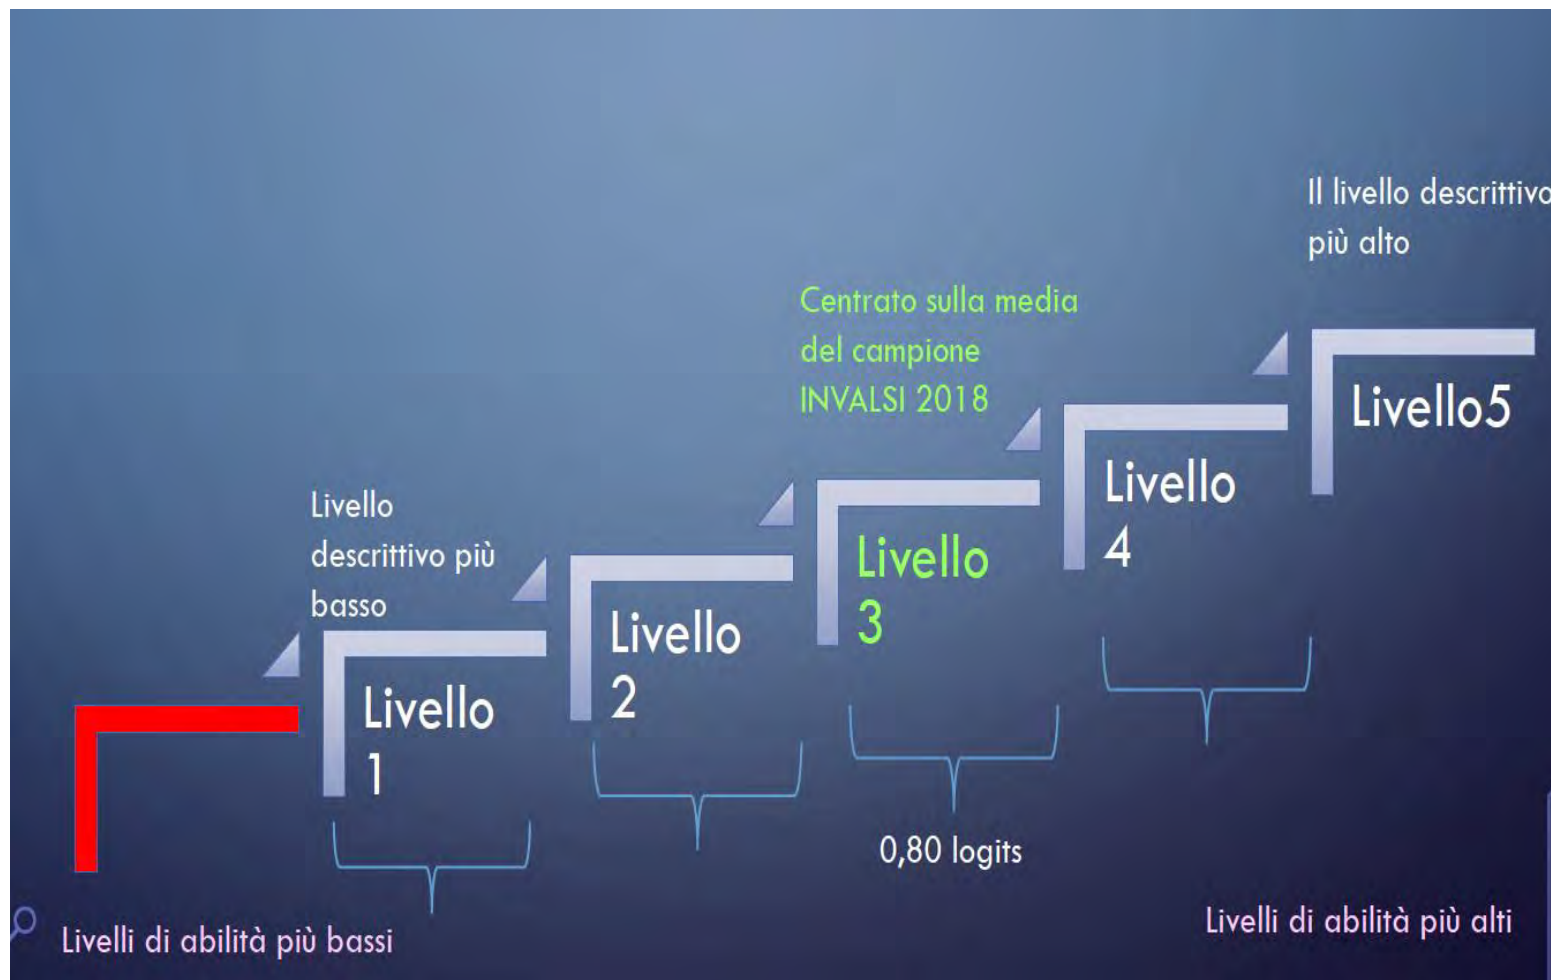 Il livello descrittivo
più alto
Centrato sulla media
del campione
INVALSI 2018
Livello5
Livello
4
Livello
descrittivo più
basso
Livello
3
Livello
2
Livello
1
0,80 logits
Livelli di abilità più alti
Livelli di abilità più bassi